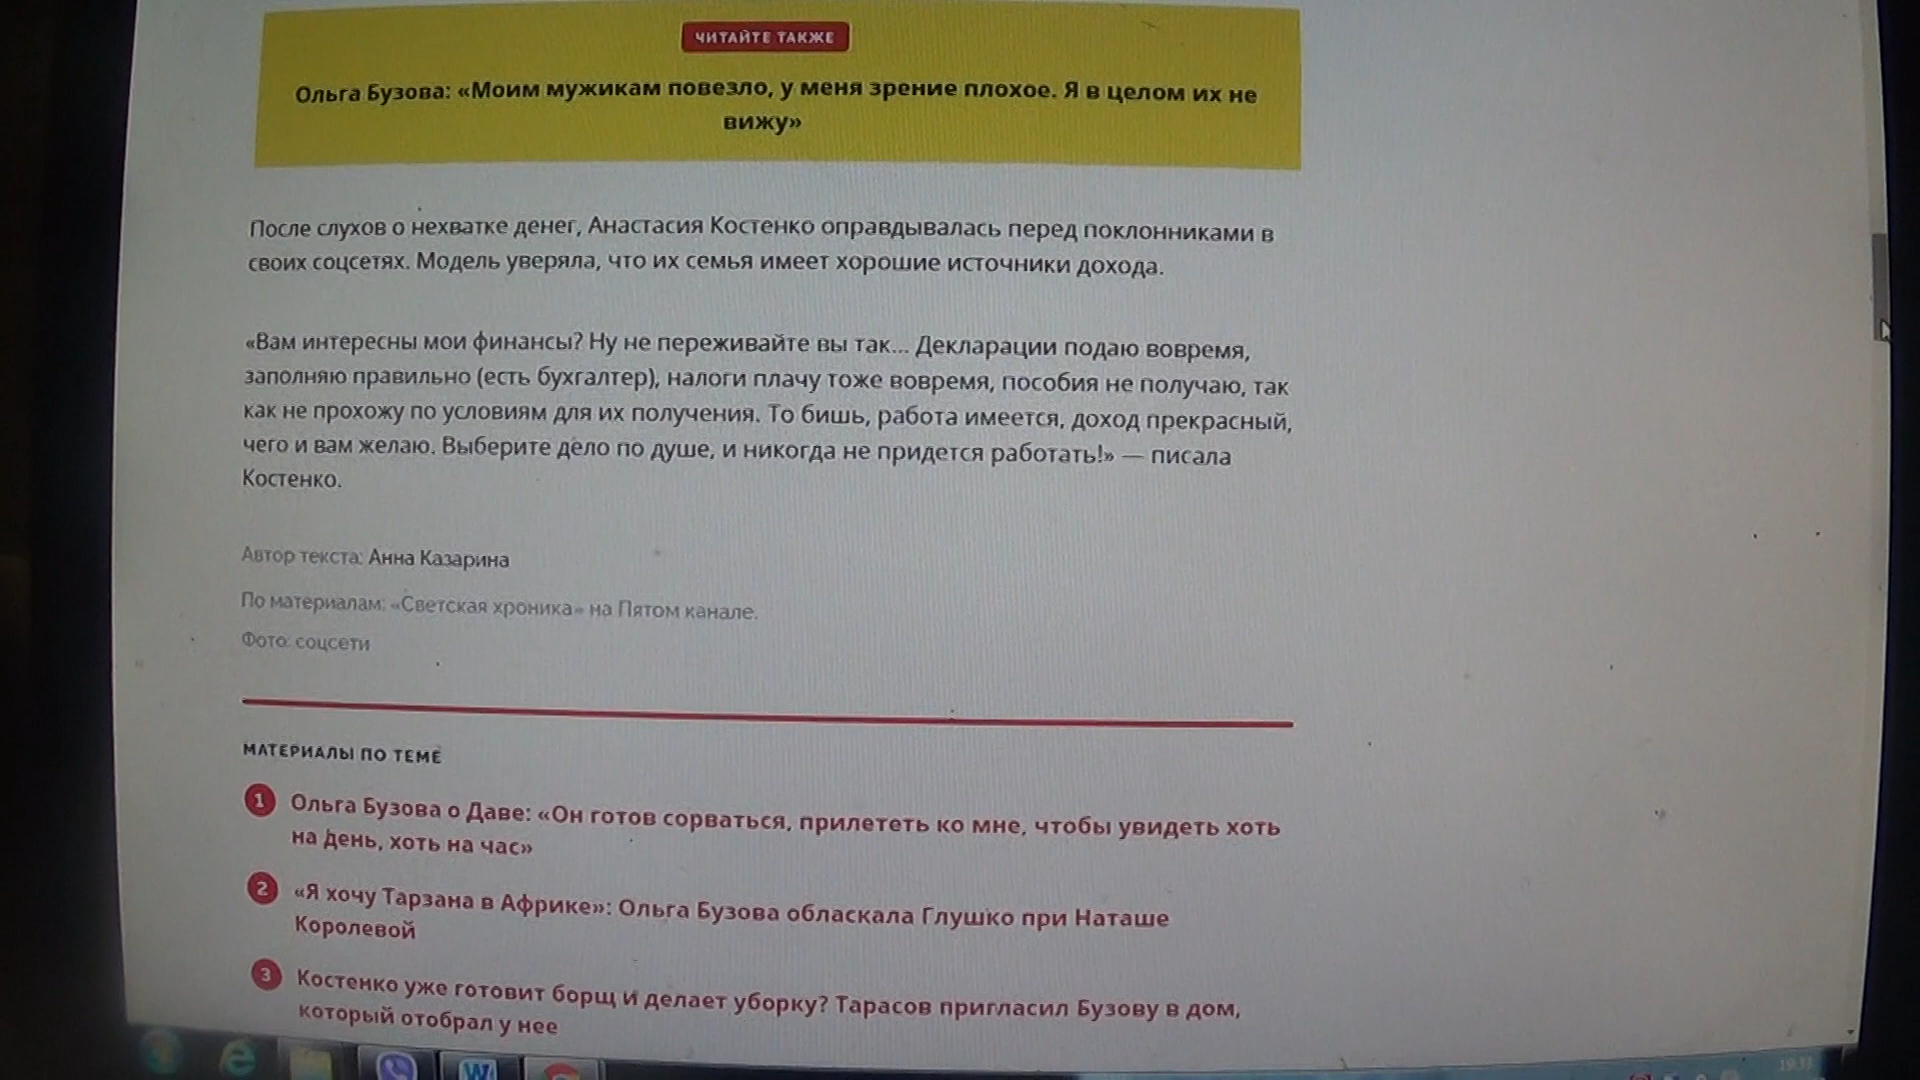 ЧИТАЙТЕ ТАКЖЕ
Ольга Бузова: «Моим мужикам повезло, у меня зрение плохое. Я в целом их не
вижу»
После слухов о нехватке денег, Анастасия Костенко оправдывалась перед поклонниками в
своих соцсетях. Модель уверяла, что их семья имеет хорошие источники дохода.
«Вам интересны мои финансы? Ну не переживайте вы так... Декларации подаю вовремя,
заполняю правильно (есть бухгалтер), налоги плачу тоже вовремя, пособия не получаю, так
как не прохожу по условиям для их получения. То бишь, работа имеется, доход прекрасный,
чего и вам желаю. Выберите дело по душе, и никогда не придется работать!» — писала
Костенко.
Автор текста: Анна Казарина
По материалам: «Светская хроника» на Пятом канале.
Фото: соцсети
МАТЕРИАЛЫ ПО ТЕМЕ
1 Ольга Бузова о Даве: «Он готов сорваться, прилететь ко мне, чтобы увидеть хоть
на день, хоть на час»
2 «Я хочу Тарзана в Африке»: Ольга Бузова обласкала Глушко при Наташе
Королевой
3 Костенко уже готовит борщ и делает уборку? Тарасов пригласил Бузову в дом,
который отобрал у нее